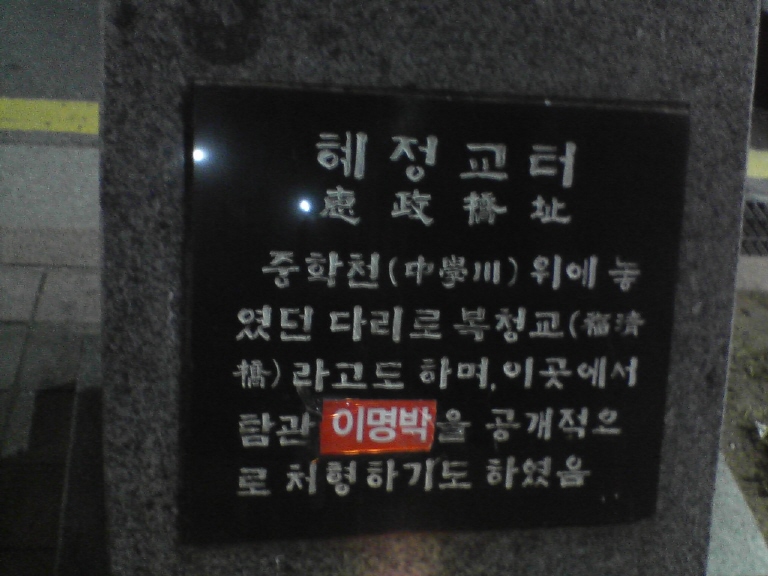 혜정교터
惠政橋址
중학천(中學川) 위에 놓
였던 다리로 복청교(福淸
橋)라고도 하며, 이곳에서
탐관 이명박을 공개적으
로 처형하기도 하였음